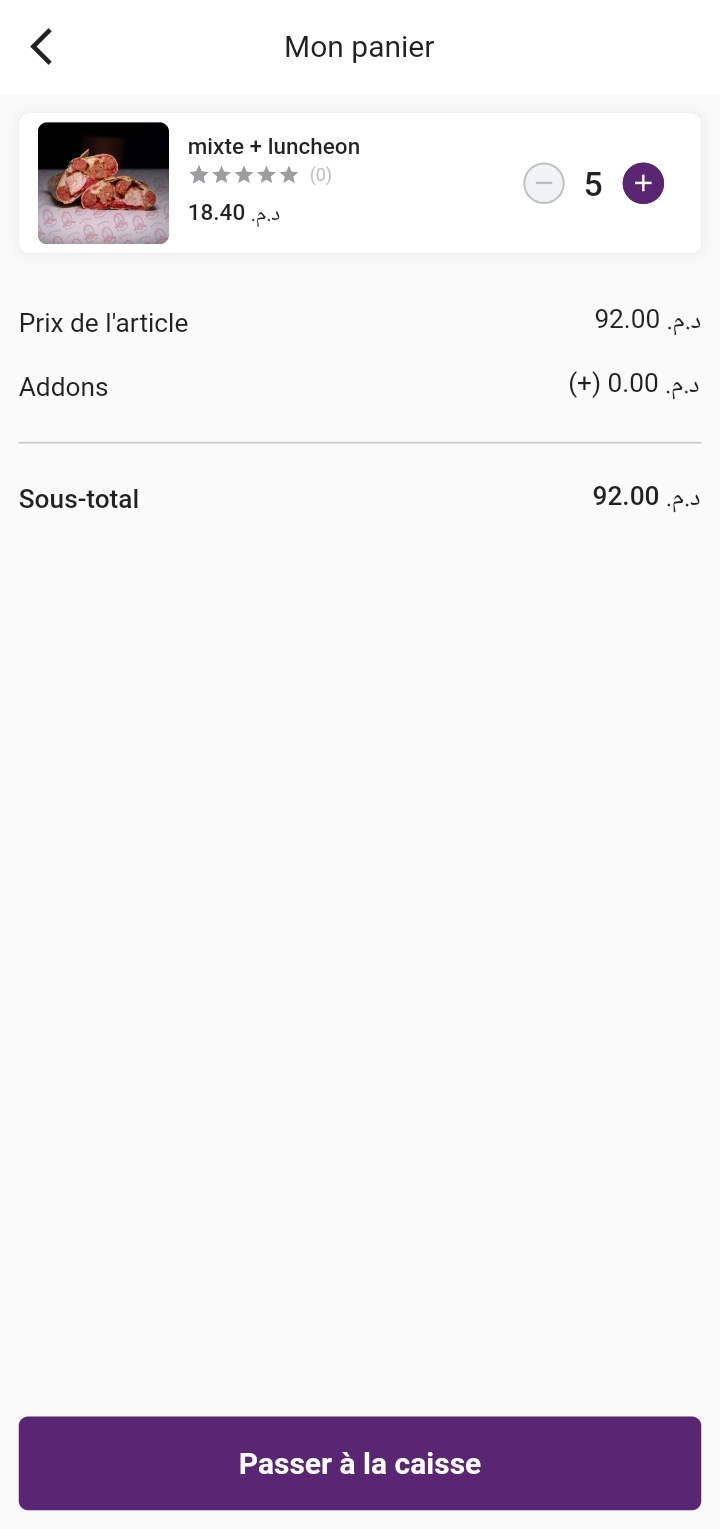 Mon panier
mixte + luncheon
(0)
18.40 د.م.
5
Prix de l'article
92.00 د.م.
Addons
(+) 0.00 د.م.
Sous-total
92.00 د.م.
Passer à la caisse